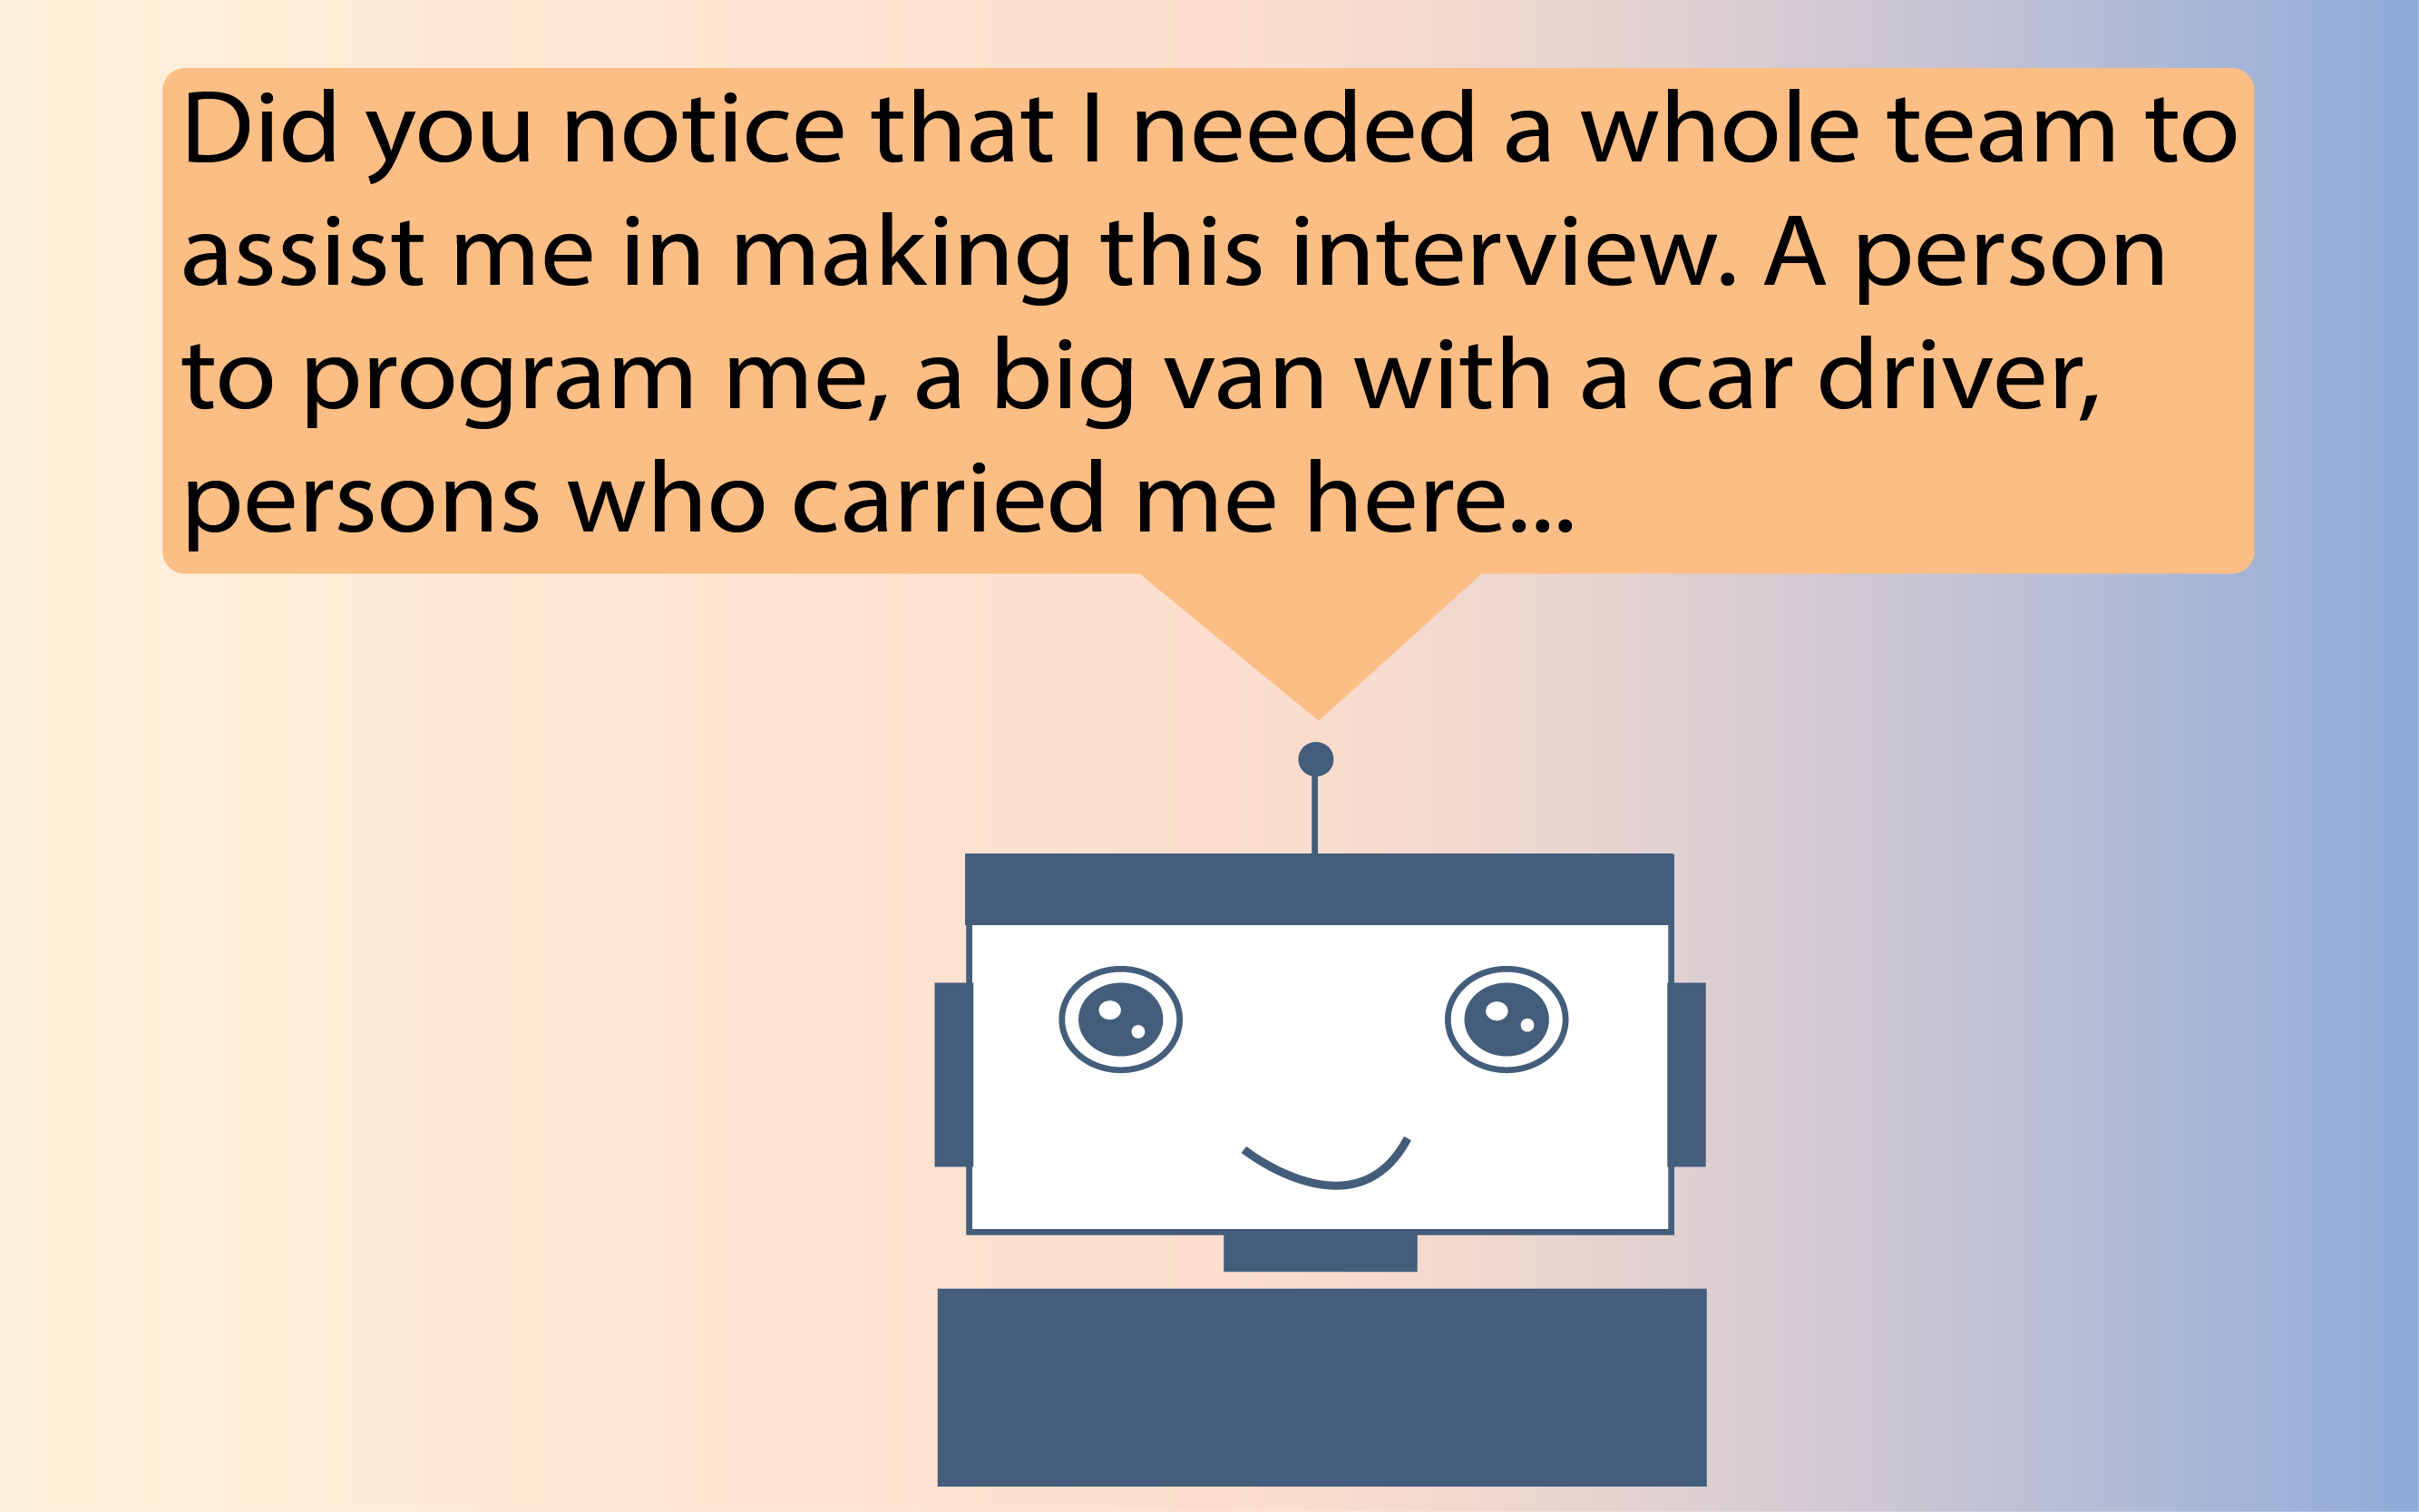 Did you notice that I needed a whole team to
assist me in making this interview. A person
to program me, a big van with a car driver,
persons who carried me here...